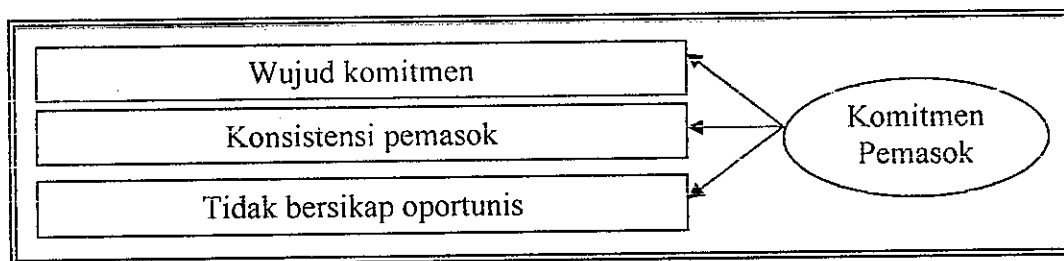 Wujud komitmen
Konsistensi pemasok
Tidak bersikap oportunis
Komitmen
Pemasok